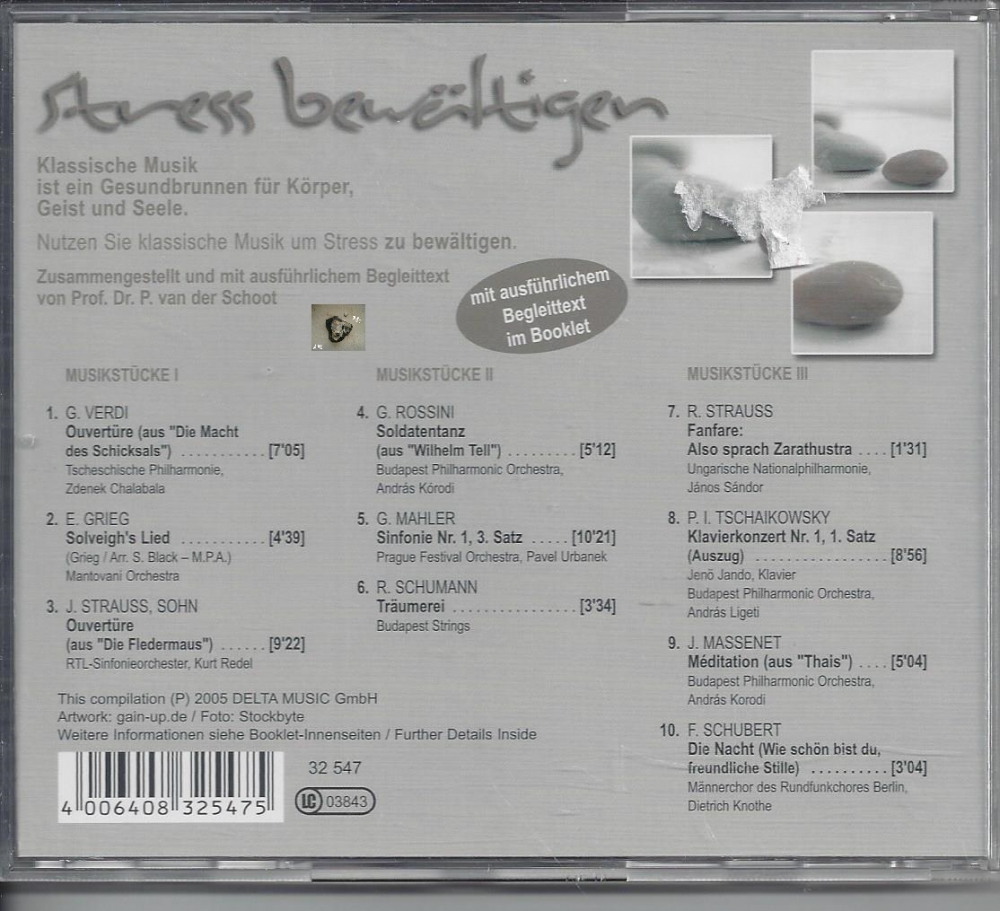 stress bewältigen
Klassische Musik
ist ein Gesundbrunnen für Körper,
Geist und Seele.
Nutzen Sie klassische Musik um Stress zu bewältigen.
Zusammengestellt und mit ausführlichem Begleittext
von Prof. Dr. P. van der Schoot
mit ausführlichem
Begleittext
im Booklet
MUSIKSTÜCKE I
1. G. VERDI
Ouvertüre (aus "Die Macht
des Schicksals") ........... [7'05]
Tscheschische Philharmonie,
Zdenek Chalabala
2. E. GRIEG
Solveigh's Lied ........... [4'39]
(Grieg / Arr. S. Black – M.P.A.)
Mantovani Orchestra
3. J. STRAUSS, SOHN
Ouvertüre
(aus "Die Fledermaus") ...... [9'22]
RTL-Sinfonieorchester, Kurt Redel
MUSIKSTÜCKE II
4. G. ROSSINI
Soldatentanz
(aus "Wilhelm Tell") ......... [5'12]
Budapest Philharmonic Orchestra,
András Kórodi
5. G. MAHLER
Sinfonie Nr. 1, 3. Satz ..... [10'21]
Prague Festival Orchestra, Pavel Urbanek
6. R. SCHUMANN
Träumerei ................ [3'34]
Budapest Strings
MUSIKSTÜCKE III
7. R. STRAUSS
Fanfare:
Also sprach Zarathustra .... [1'31]
Ungarische Nationalphilharmonie,
János Sándor
8. P. I. TSCHAIKOWSKY
Klavierkonzert Nr. 1, 1. Satz
(Auszug) ................. [8'56]
Jenö Jando, Klavier
Budapest Philharmonic Orchestra,
András Ligeti
9. J. MASSENET
Méditation (aus "Thais") .... [5'04]
Budapest Philharmonic Orchestra,
András Korodi
10. F. SCHUBERT
Die Nacht (Wie schön bist du,
freundliche Stille) .......... [3'04]
Männerchor des Rundfunkchores Berlin,
Dietrich Knothe
This compilation (P) 2005 DELTA MUSIC GmbH
Artwork: gain-up.de / Foto: Stockbyte
Weitere Informationen siehe Booklet-Innenseiten / Further Details Inside
32 547
LC 03843
4 006408 325475